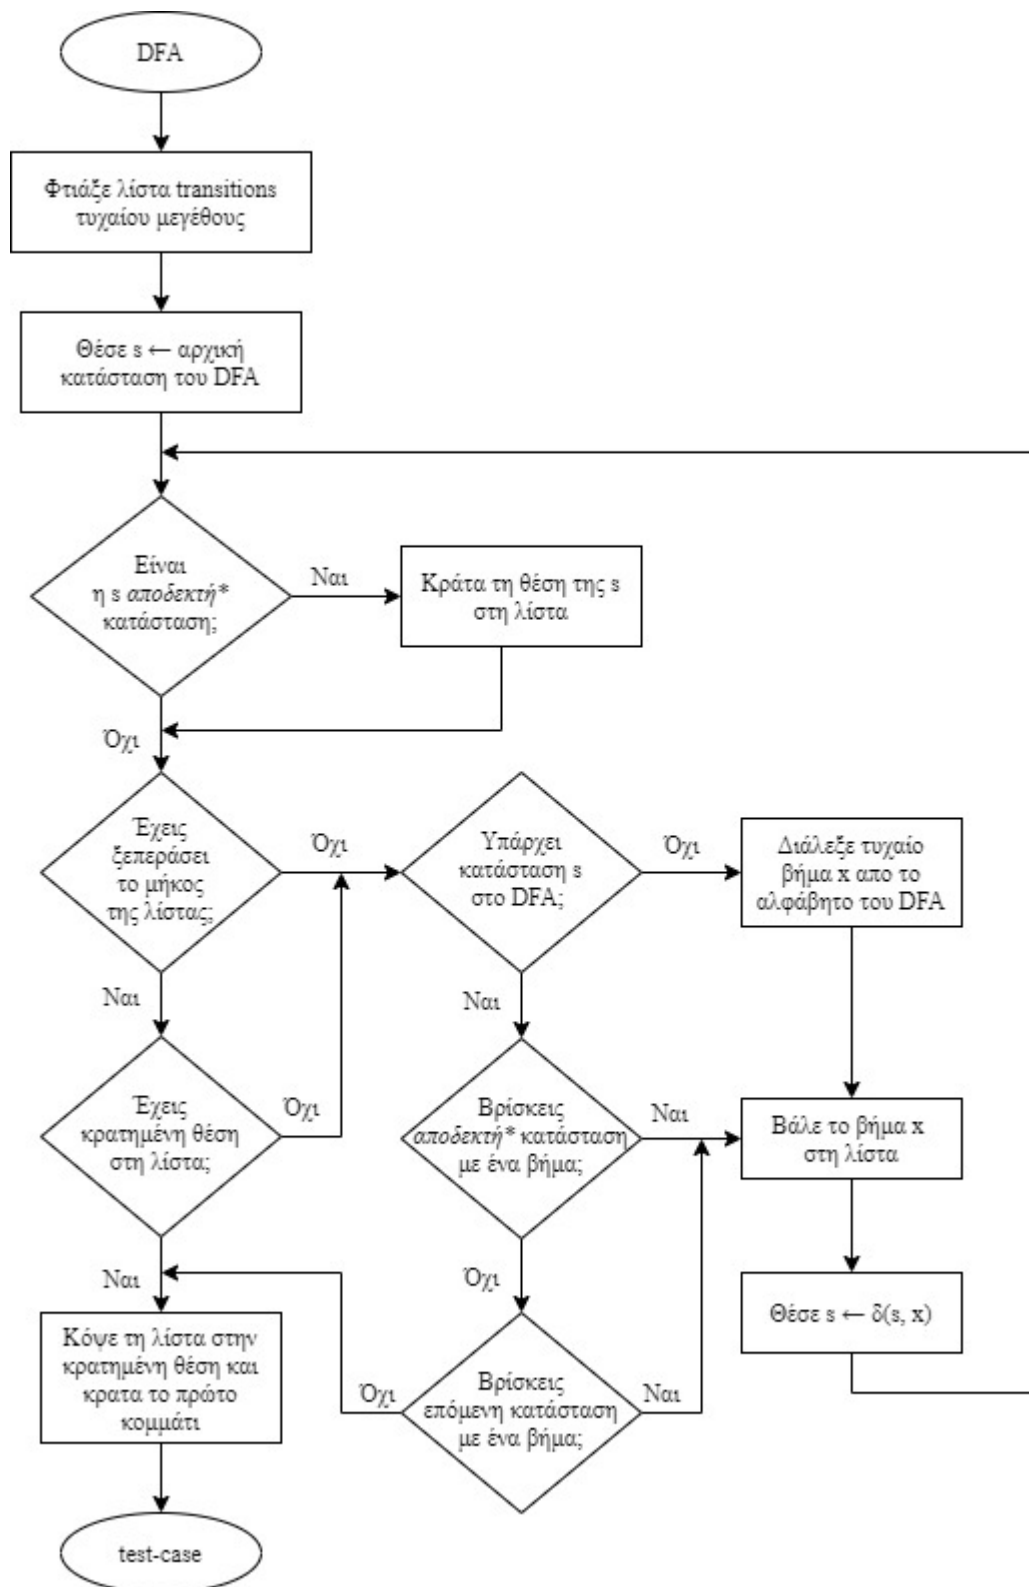 DFA
Φτιάξε λίστα transitions
τυχαίου μεγέθους
Θέσε s ← αρχική
κατάσταση του DFA
Είναι
η s αποδεκτή*
κατάσταση;
Ναι
Κράτα τη θέση της s
στη λίστα
Όχι
Έχεις
ξεπεράσει
το μήκος
της λίστας;
Όχι
Υπάρχει
κατάσταση s
στο DFA;
Όχι
Διάλεξε τυχαίο
βήμα x απο το
αλφάβητο του DFA
Ναι
Ναι
Έχεις
κρατημένη θέση
στη λίστα;
Όχι
Βρίσκεις
αποδεκτή* κατάσταση
με ένα βήμα;
Ναι
Βάλε το βήμα x
στη λίστα
Ναι
Όχι
Θέσε s ← δ(s, x)
Κόψε τη λίστα στην
κρατημένη θέση και
κρατα το πρώτο
κομμάτι
Όχι
Βρίσκεις
επόμενη κατάσταση
με ένα βήμα;
Ναι
test-case